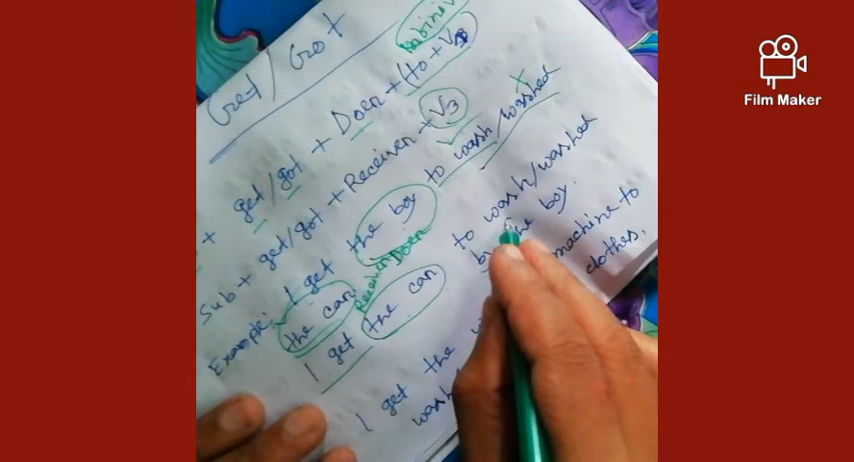 Get / Got
+ get/got + Doer + (to + V1)
Sub + get/got + Receiver + V3
Example: I get the boy to wash/washed
the car.
Doer
Receiver
I get the car to wash/washed
by the boy.
I get the machine to
wash clothes.
Film Maker